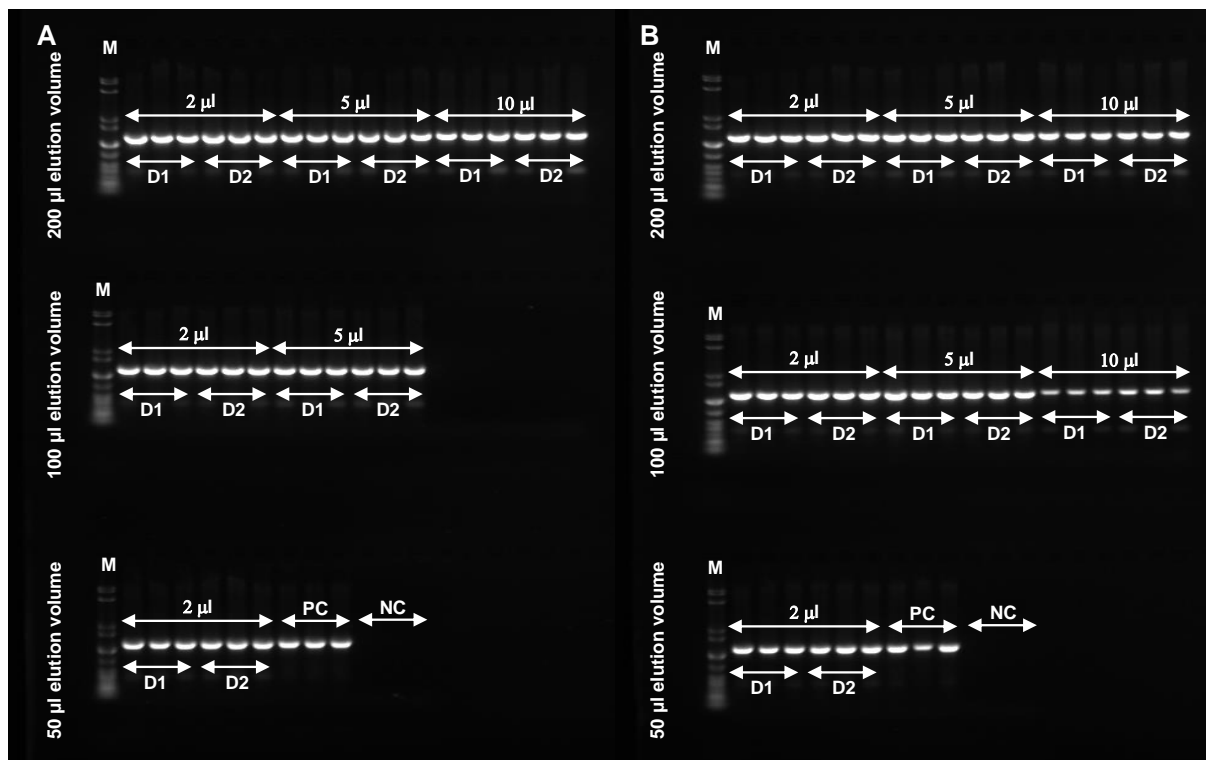 A
M
200 µl elution volume
2 µl
5 µl
10 µl
D1
D2
D1
D2
D1
D2
M
100 µl elution volume
2 µl
5 µl
D1
D2
D1
D2
M
50 µl elution volume
2 µl
PC
NC
D1
D2
B
M
200 µl elution volume
2 µl
5 µl
10 µl
D1
D2
D1
D2
D1
D2
M
100 µl elution volume
2 µl
5 µl
10 µl
D1
D2
D1
D2
D1
D2
M
50 µl elution volume
2 µl
PC
NC
D1
D2